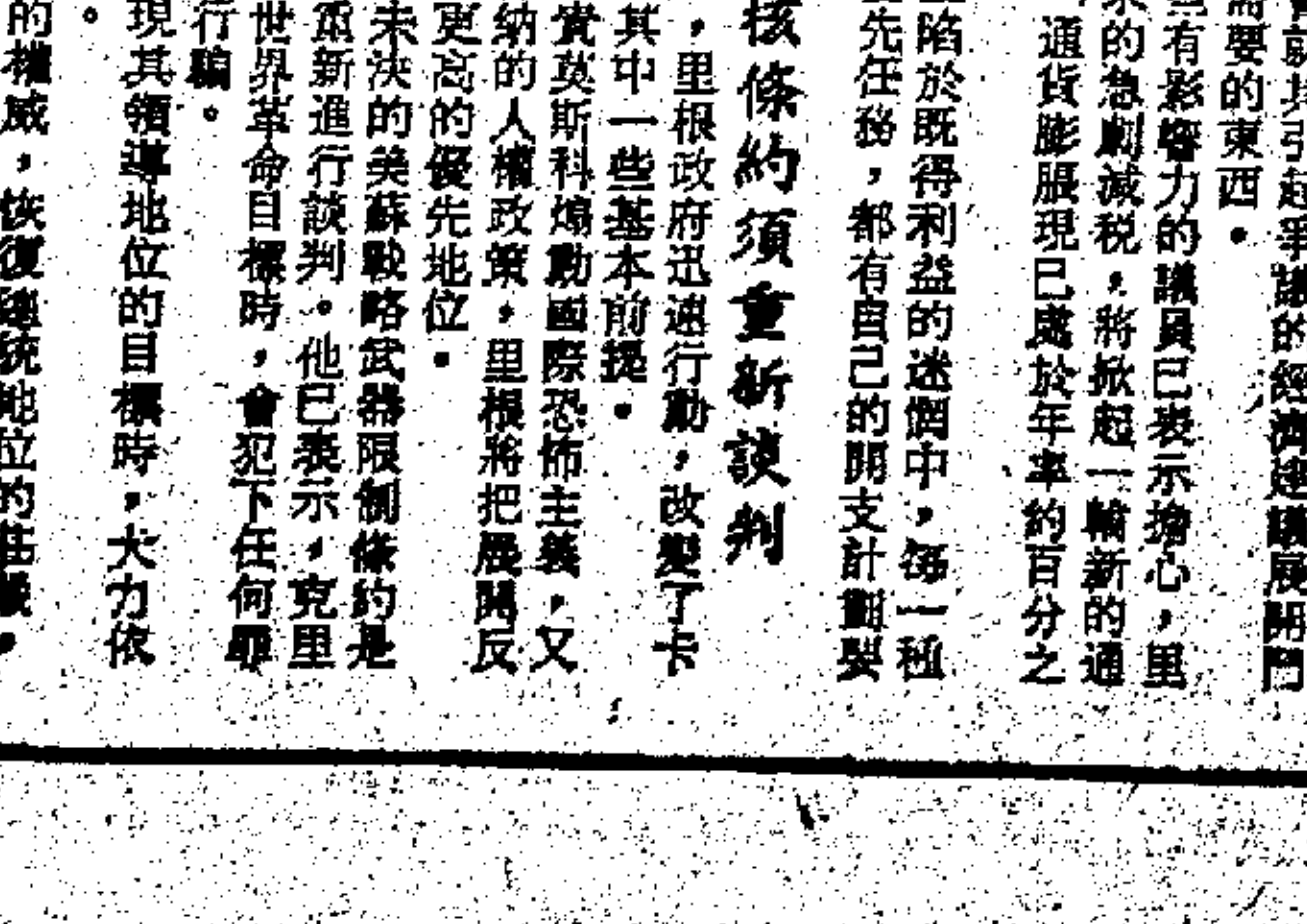 會就其引起爭議的經濟建議展開鬥
需要的東西。
有影響力的議員已表示擔心，里
的急劇減税，將掀起一輪新的通
通貨膨脹現已處於年率約百分之
陷於既得利益的迷惘中，每一種
先任務，都有自己的開支計劃要
核條約須重新談判
，里根政府迅速行動，改變了卡
其中一些基本前提。
責莫斯科煽動國際恐怖主義，又
納的人權政策，里根將把展開反
更高的優先地位。
未決的美蘇戰略武器限制條約是
重新進行談判。他已表示，克里
世界革命目標時，會犯下任何罪
行騙。
現其領導地位的目標時，大力依
。
的權威，恢復總統地位的莊嚴，